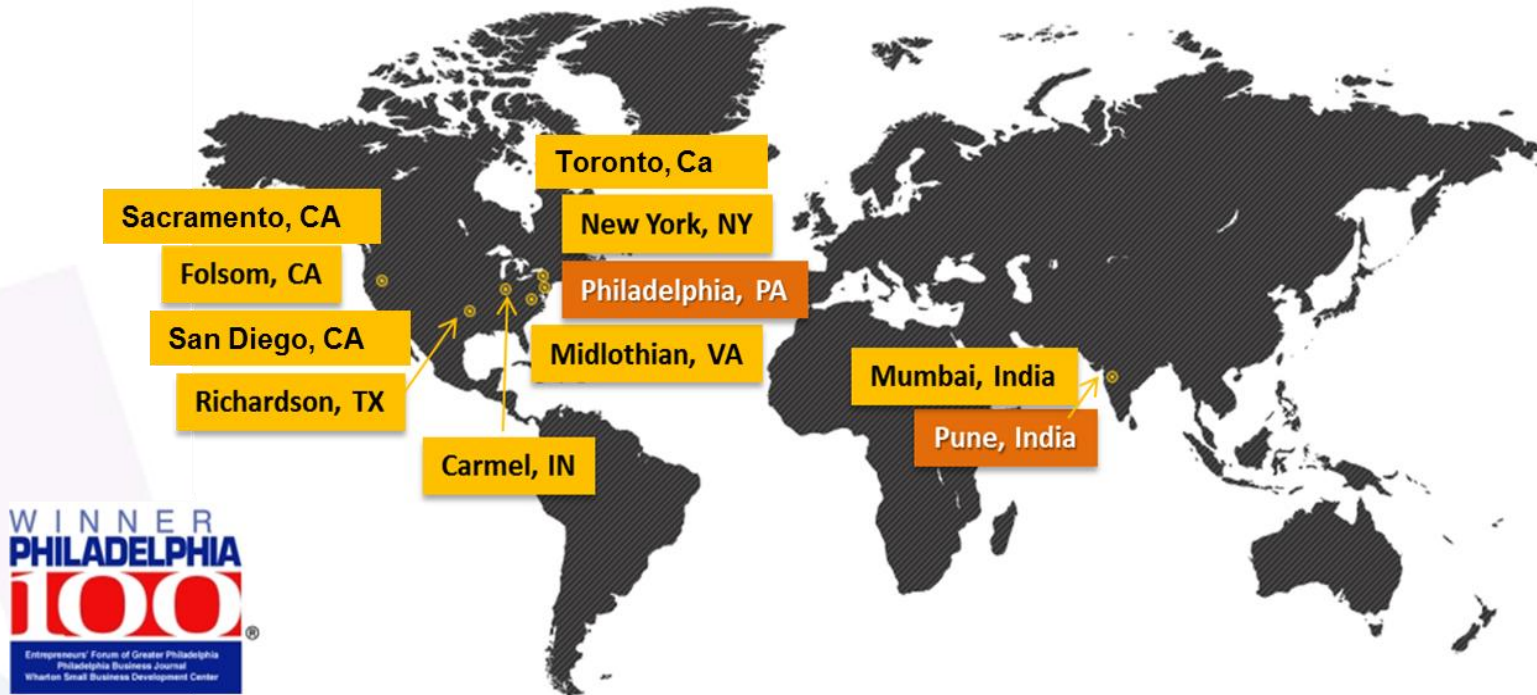 Toronto, Ca
Sacramento, CA
New York, NY
Folsom, CA
Philadelphia, PA
San Diego, CA
Midlothian, VA
Mumbai, India
Richardson, TX
Pune, India
Carmel, IN
WINNER
PHILADELPHIA
100®
Entrepreneurs' Forum of Greater Philadelphia
Philadelphia Business Journal
Wharton Small Business Development Center